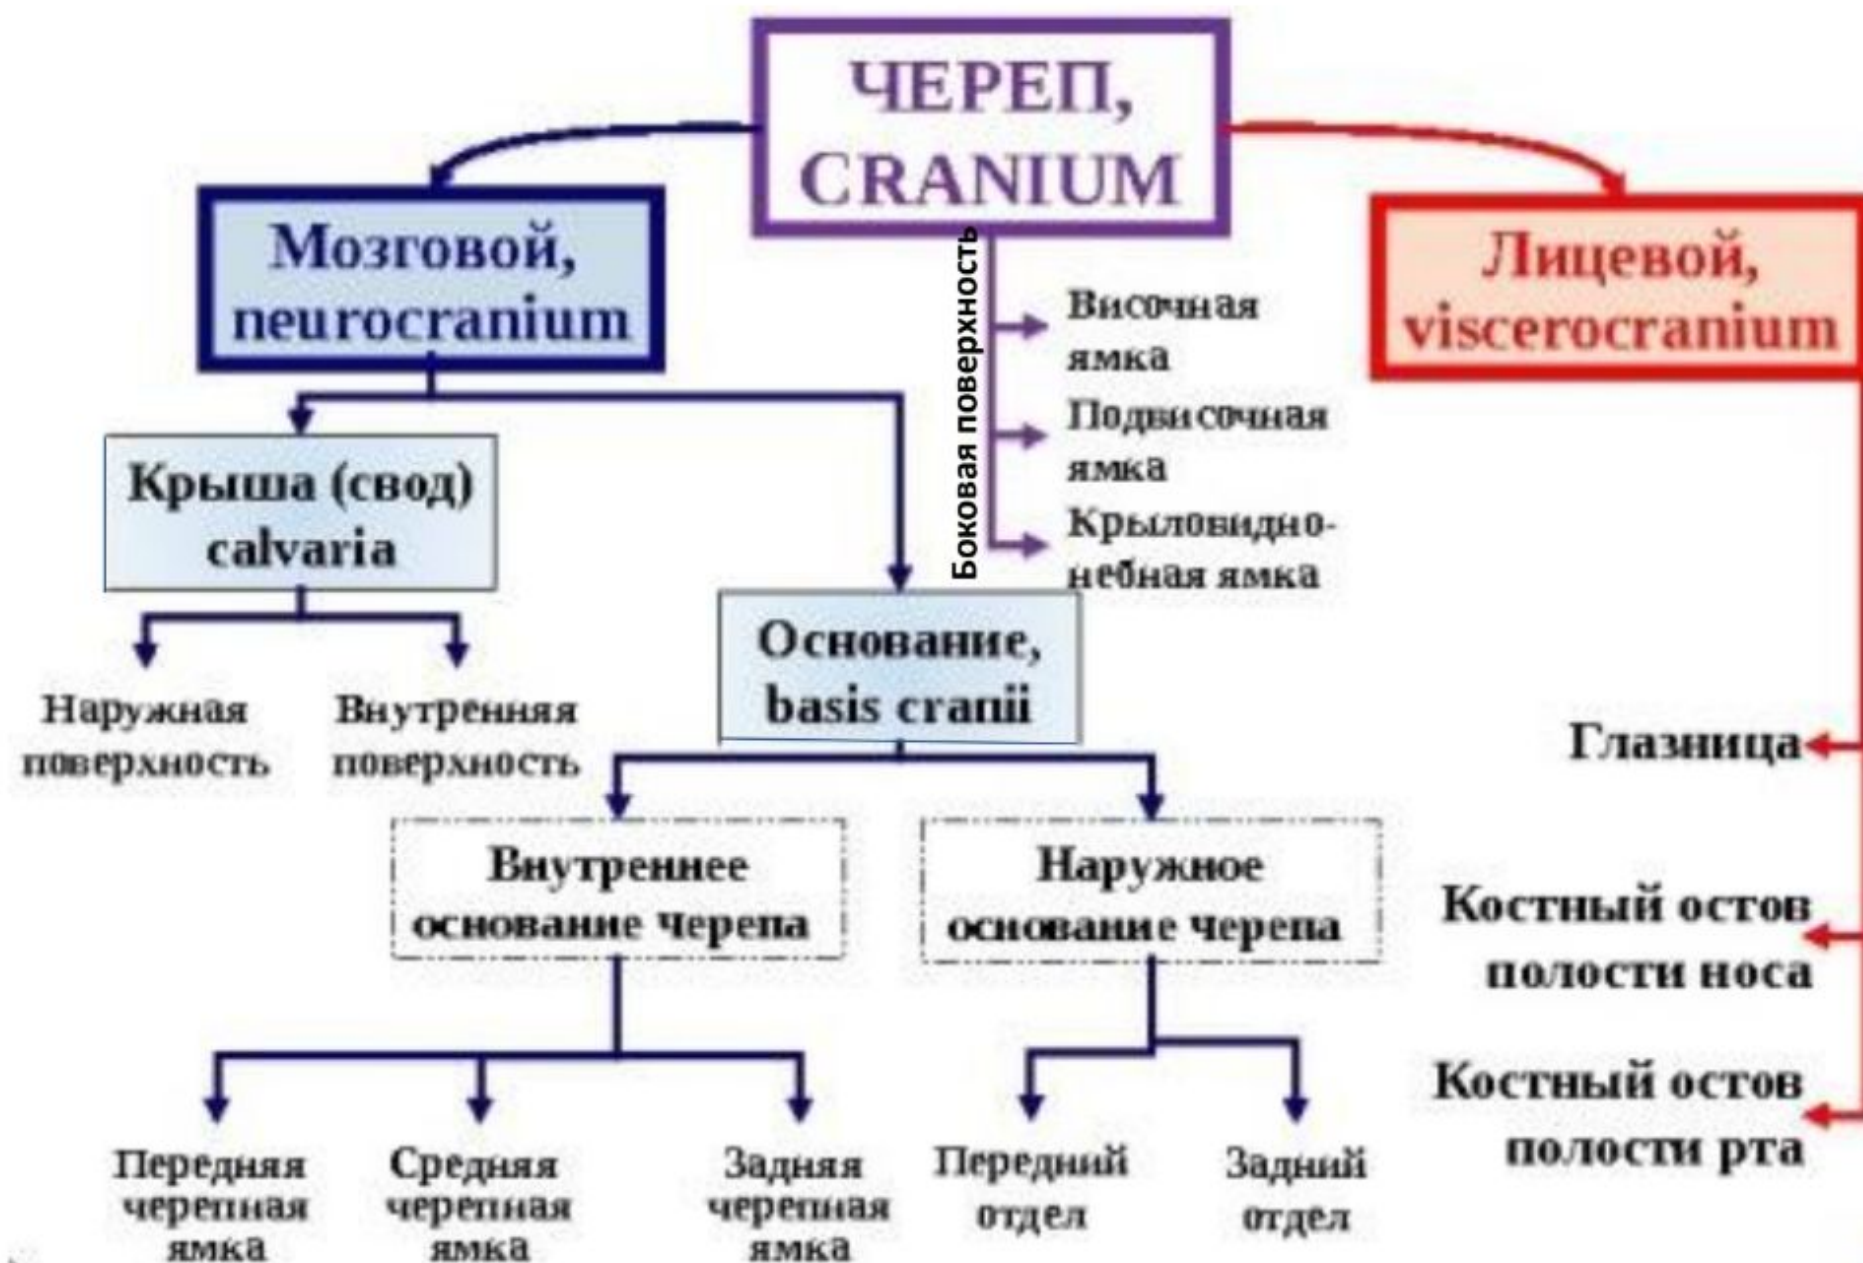 ЧЕРЕП,
CRANIUM
Мозговой,
neurocranium
Лицевой,
viscerocranium
Боковая поверхность
Височная
ямка
Подвисочная
ямка
Крыловидно-
небная ямка
Крыша (свод)
calvaria
Наружная
поверхность
Внутренняя
поверхность
Основание,
basis cranii
Внутреннее
основание черепа
Наружное
основание черепа
Передняя
черепная
ямка
Средняя
черепная
ямка
Задняя
черепная
ямка
Передний
отдел
Задний
отдел
Глазница
Костный остов
полости носа
Костный остов
полости рта